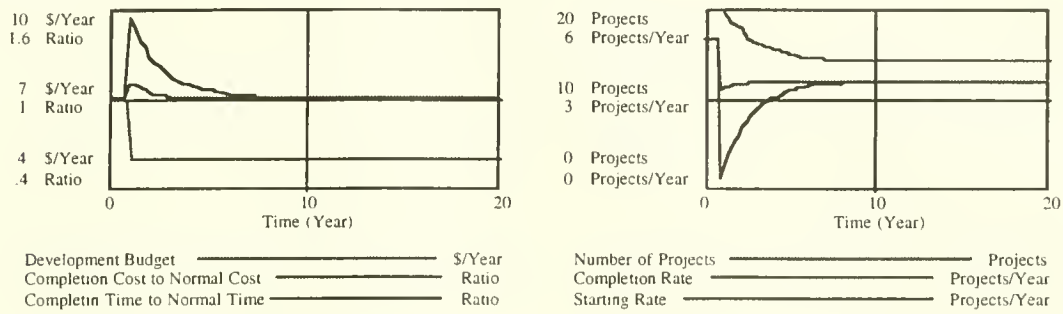 10 $/Year
1.6 Ratio
7 $/Year
1 Ratio
4 $/Year
.4 Ratio
0 10 20
Time (Year)
Development Budget $/Year
Completion Cost to Normal Cost Ratio
Completin Time to Normal Time Ratio
20 Projects
6 Projects/Year
10 Projects
3 Projects/Year
0 Projects
0 Projects/Year
0 10 20
Time (Year)
Number of Projects Projects
Completion Rate Projects/Year
Starting Rate Projects/Year